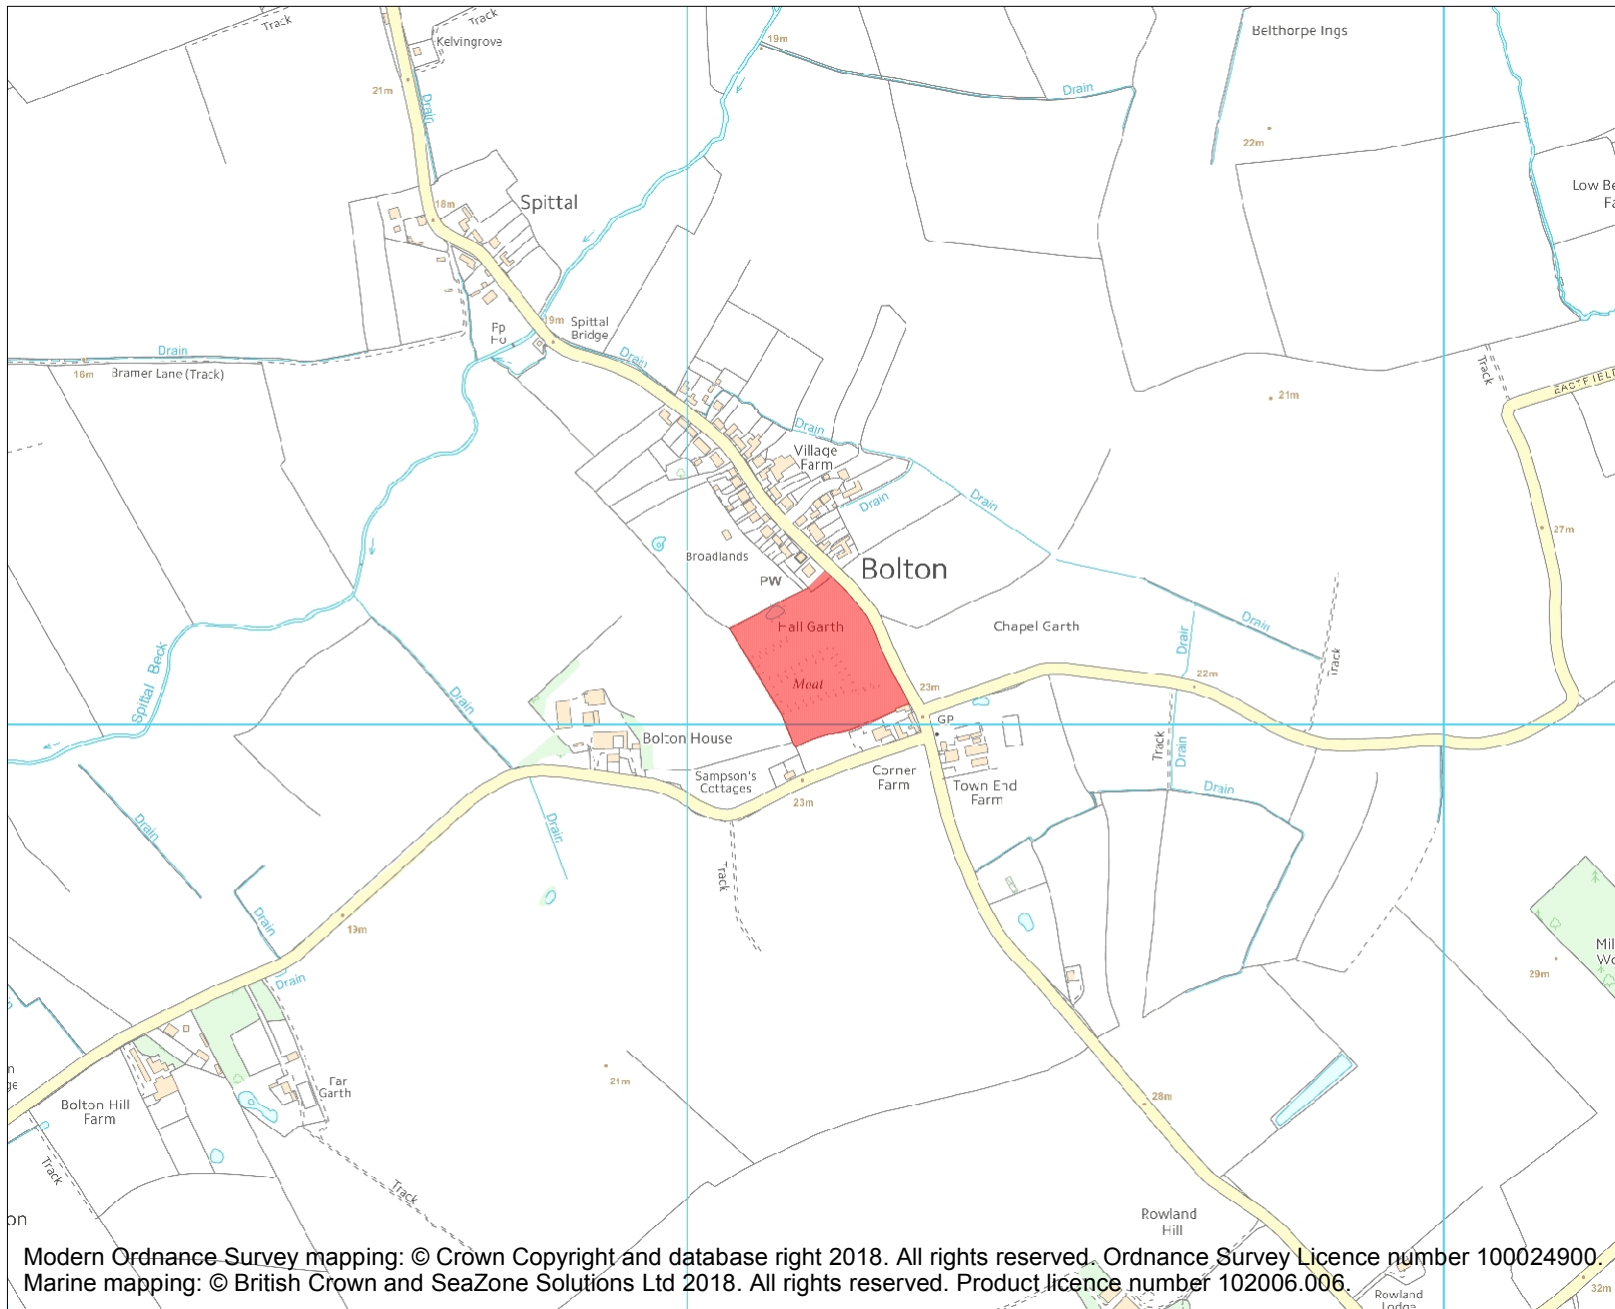 Track
Track
Kelvingrove
19m
Belthorpe Ings
21m
Drain
Drain
22m
Low Be
Fa
Spittal
18m
19m
Spittal
Bridge
Drain
Drain
16m
Bramer Lane (Track)
Track
EASTFIELD
21m
Drain
Village
Farm
Drain
Drain
27m
Broadlands
Bolton
PW
Hall Garth
Chapel Garth
Drain
Drain
Track
Spittal Beck
Moat
23m
22m
Drain
GP
Bolton House
Track
Drain
Sampson's
Cottages
Corner
Farm
Town End
Farm
23m
Drain
Drain
Drain
Track
Drain
19m
Mil
Wo
29m
Drain
21m
Far
Garth
28m
Bolton Hill
Farm
Track
Track
on
Rowland
Hill
Modern Ordnance Survey mapping: © Crown Copyright and database right 2018. All rights reserved. Ordnance Survey Licence number 100024900.
Marine mapping: © British Crown and SeaZone Solutions Ltd 2018. All rights reserved. Product licence number 102006.006.
Rowland
Lodge
32m